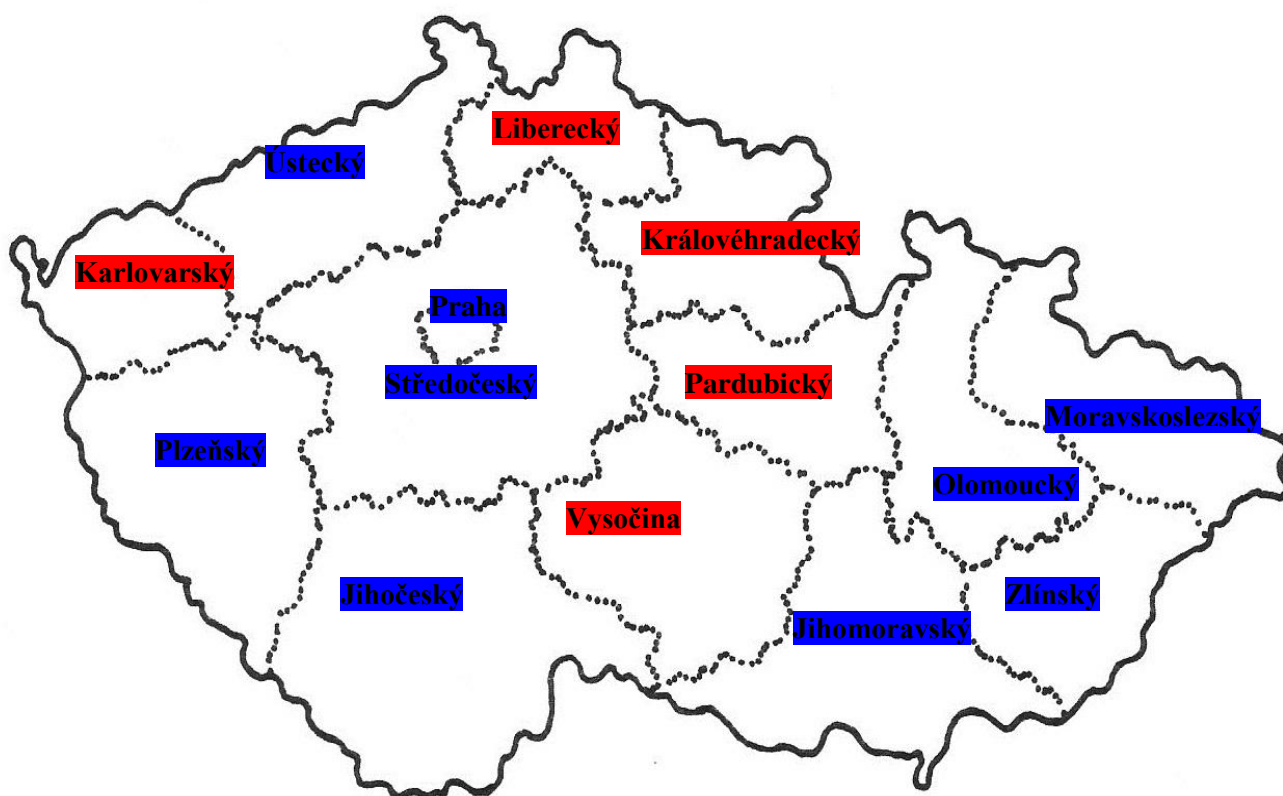 Liberecký
Ústecký
Královéhradecký
Karlovarský
Praha
Středočeský
Pardubický
Moravskoslezský
Plzeňský
Olomoucký
Vysočina
Jihočeský
Zlínský
Jihomoravský